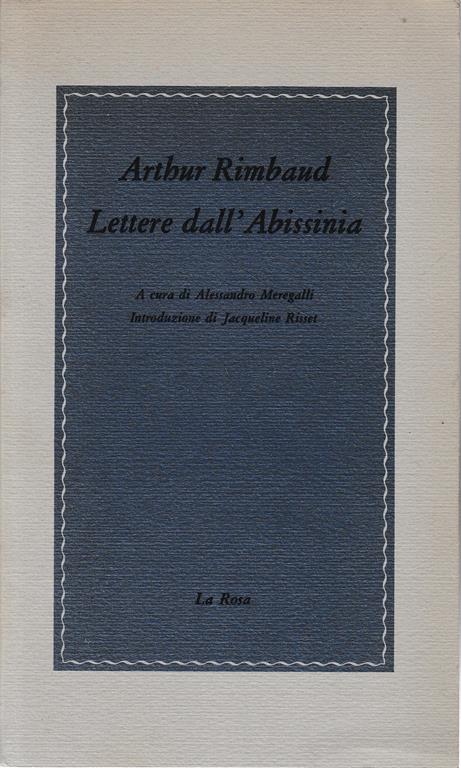 Arthur Rimbaud
Lettere dall'Abissinia
A cura di Alessandro Meregalli
Introduzione di Jacqueline Risset
La Rosa